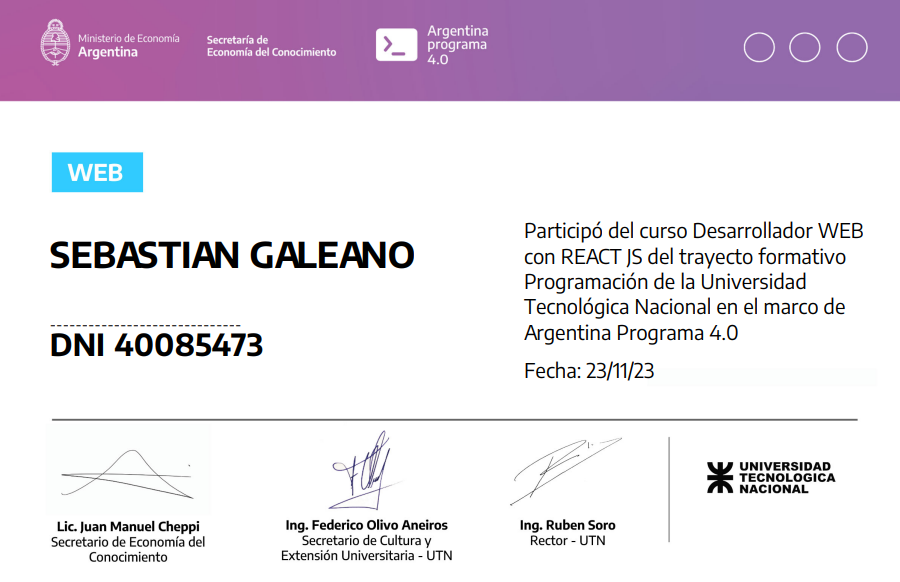 Ministerio de Economía
Argentina
Secretaría de
Economía del Conocimiento
Argentina
programa
4.0
WEB
SEBASTIAN GALEANO
---------------------------
DNI 40085473
Participó del curso Desarrollador WEB
con REACT JS del trayecto formativo
Programación de la Universidad
Tecnológica Nacional en el marco de
Argentina Programa 4.0
Fecha: 23/11/23
Lic. Juan Manuel Cheppi
Secretario de Economía del
Conocimiento
Ing. Federico Olivo Aneiros
Secretario de Cultura y
Extensión Universitaria - UTN
Ing. Ruben Soro
Rector - UTN
UNIVERSIDAD
TECNOLOGICA
NACIONAL